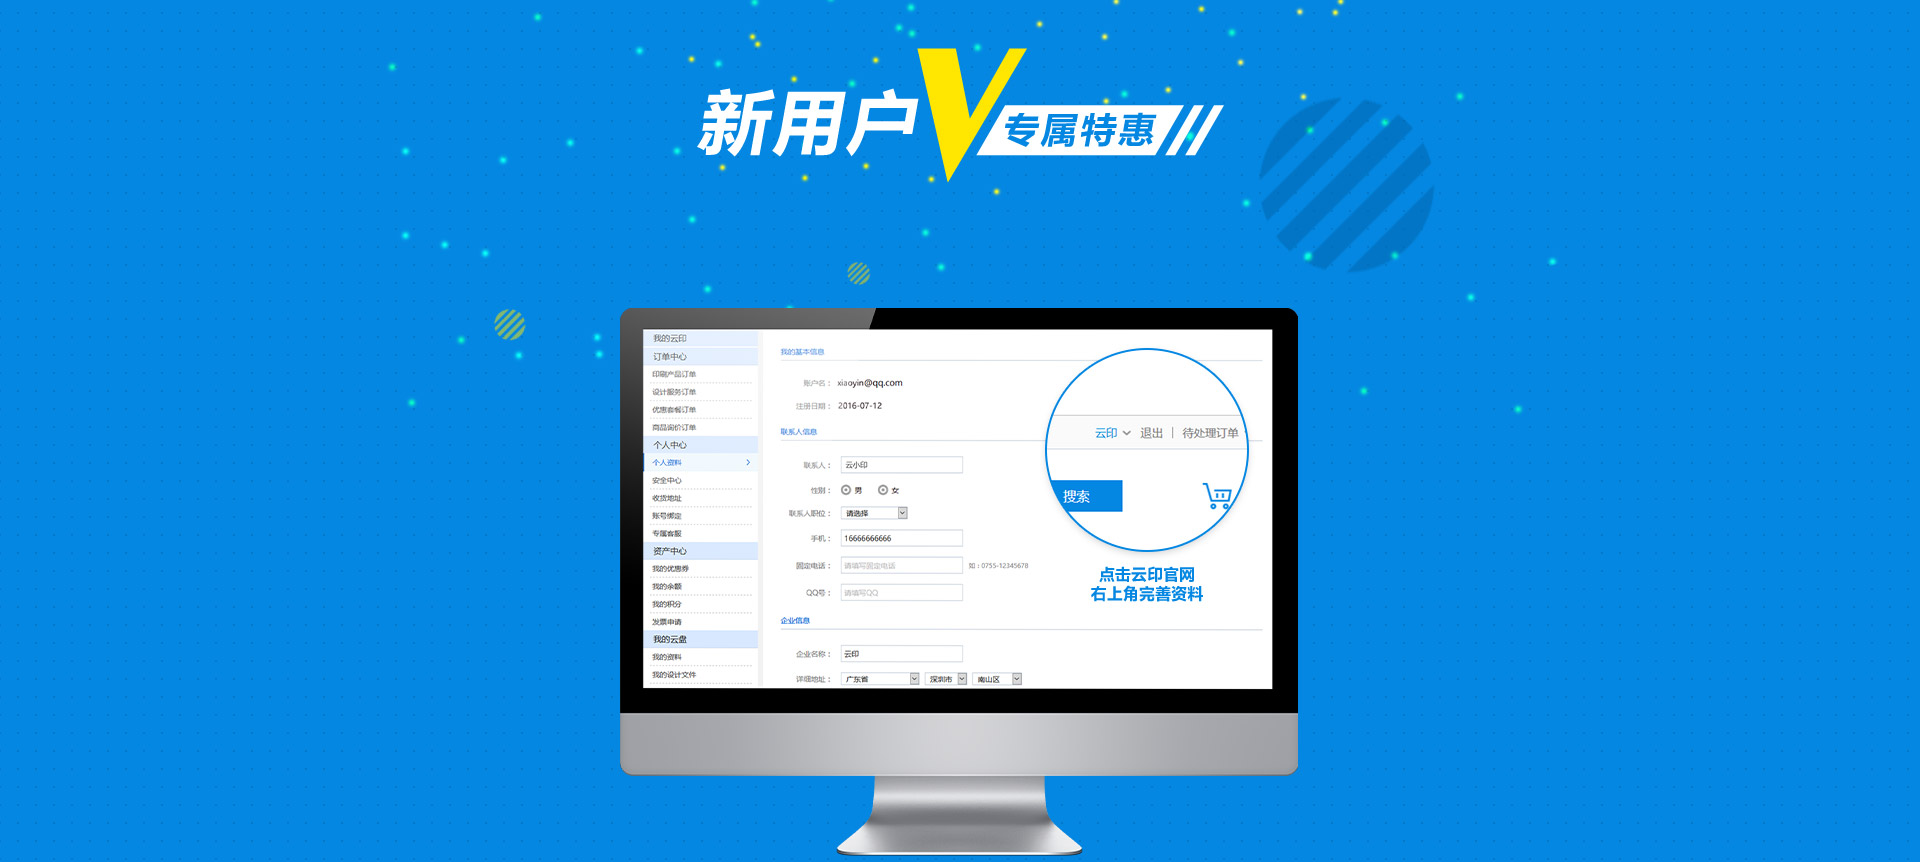 新用户V专属特惠
我的云印
订单中心
印刷产品订单
设计服务订单
优惠套餐订单
商品询价订单
个人中心
个人资料
安全中心
收货地址
账号绑定
专属客服
资产中心
我的优惠券
我的余额
我的积分
发票申请
我的云盘
我的资料
我的设计文件
我的基本信息
账户名： xiaoyin@qq.com
注册日期： 2016-07-12
联系人信息
联系人： 云小印
性别： 男 女
联系人职位： 请选择
手机： 16666666666
固定电话： 请填写固定电话 如：0755-12345678
QQ号： 请填写QQ
企业信息
企业名称： 云印
详细地址： 广东省 深圳市 南山区
云印 退出 | 待处理订单
搜索
点击云印官网
右上角完善资料